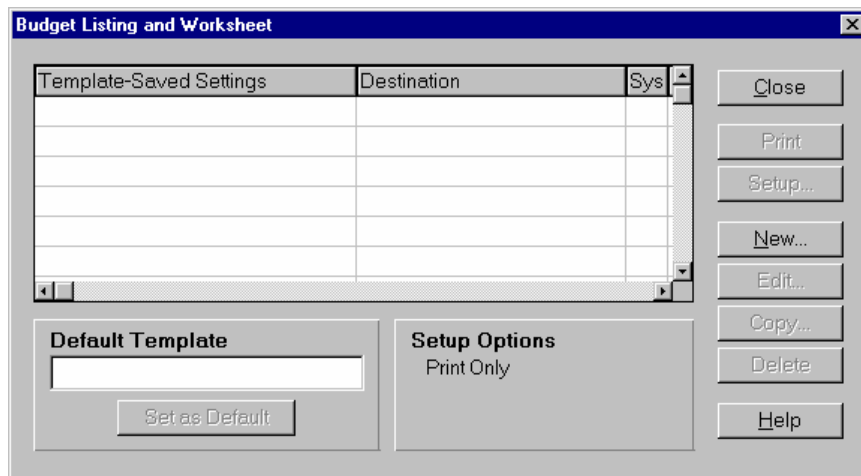 Budget Listing and Worksheet
Template-Saved Settings Destination Sys
Close
Print
Setup...
New...
Edit...
Copy...
Delete
Help
Default Template
Set as Default
Setup Options
Print Only